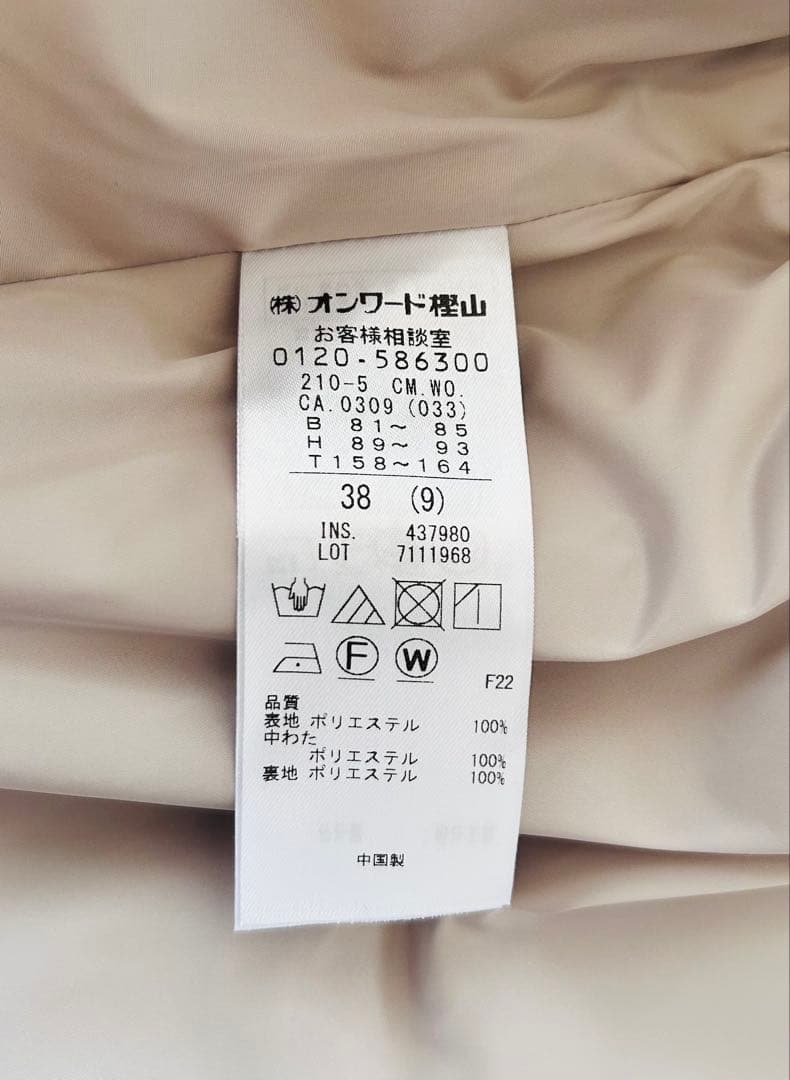 (株)オンワード樫山
お客様相談室
0120-586300
210-5 CM.WO.
CA.0309 (033)
B 81~ 85
H 89~ 93
T158~164
38 (9)
INS. 437980
LOT 7111968
F W
F22
品質
表地 ポリエステル 100%
中わた
ポリエステル 100%
裏地 ポリエステル 100%
中国製